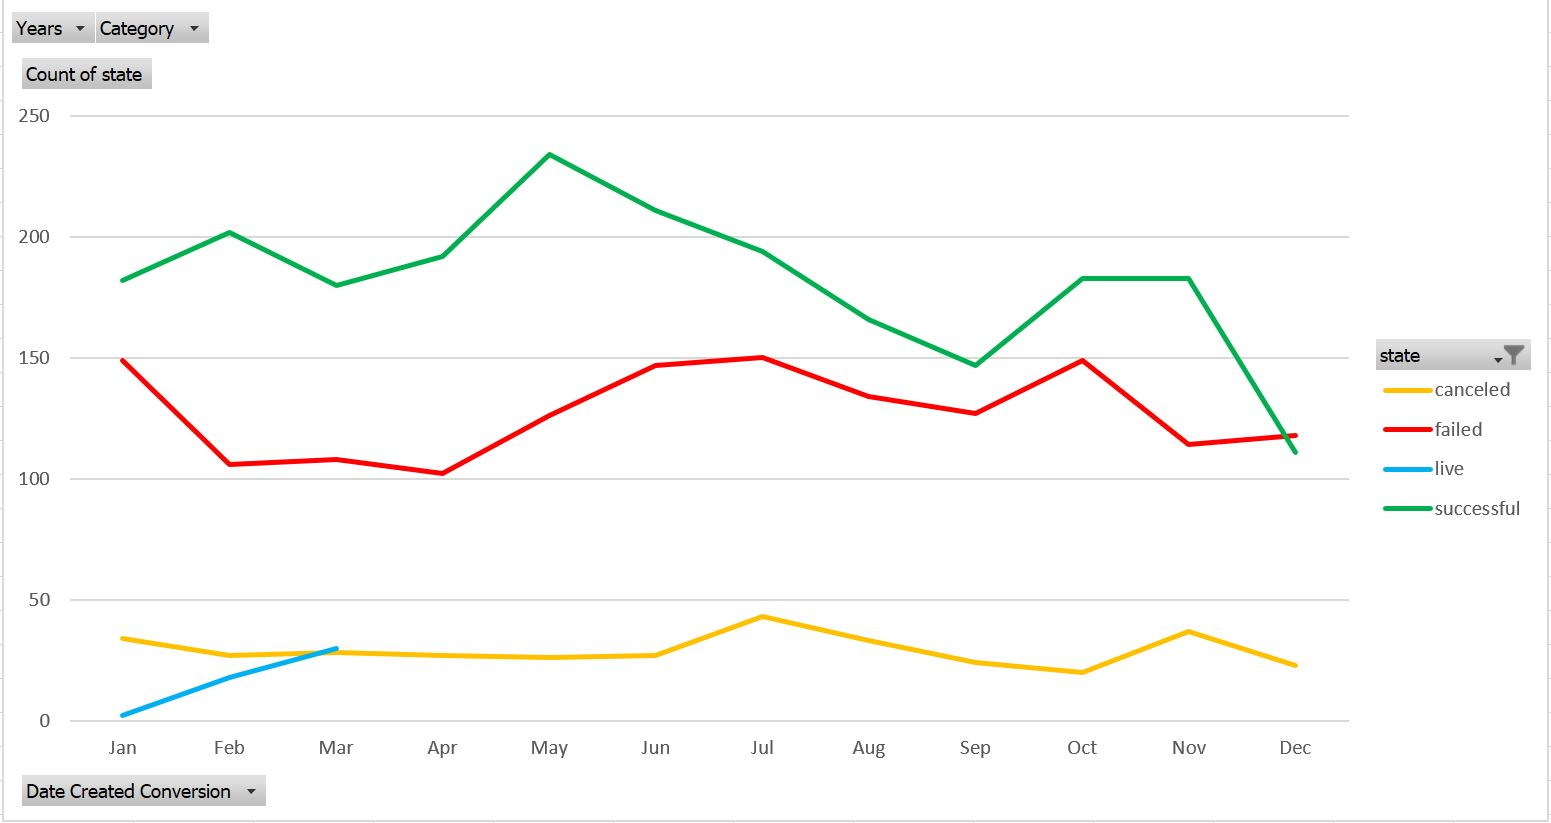 Years Category
Count of state
250
200
150
100
50
0
Jan Feb Mar Apr May Jun Jul Aug Sep Oct Nov Dec
Date Created Conversion
state
canceled
failed
live
successful